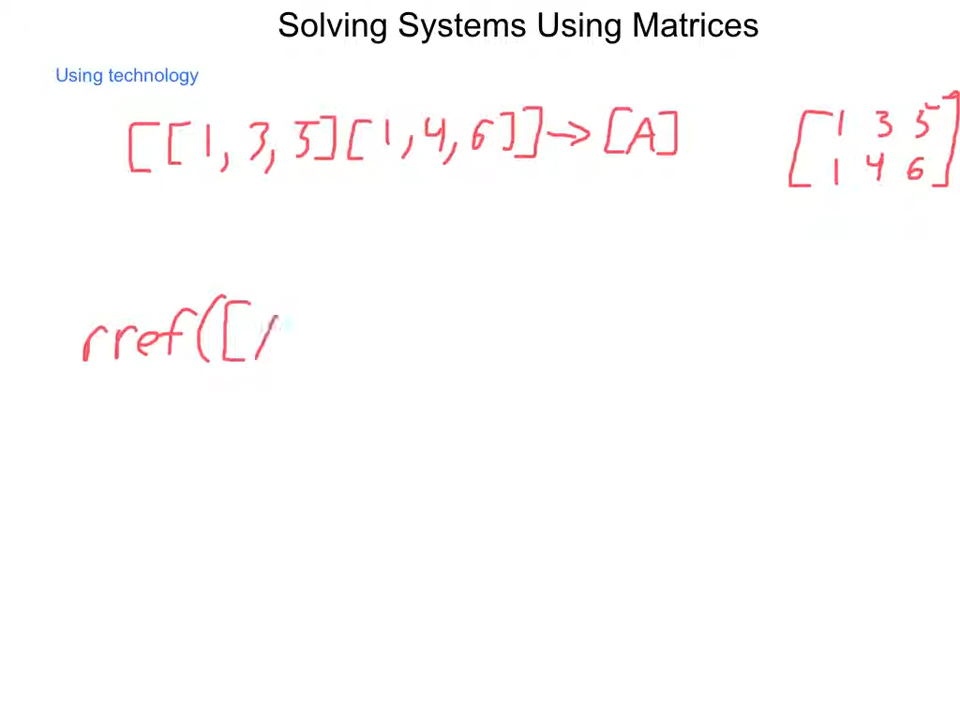 Solving Systems Using Matrices
Using technology
[[1,3,5][1,4,6]]→[A]
[1 3 5
1 4 6]
rref([